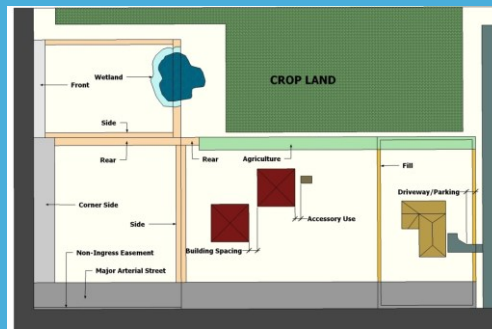 CROP LAND
Wetland
Front
Side
Rear
Rear
Agriculture
Fill
Driveway/Parking
Corner Side
Side
Accessory Use
Building Spacing
Non-Ingress Easement
Major Arterial Street